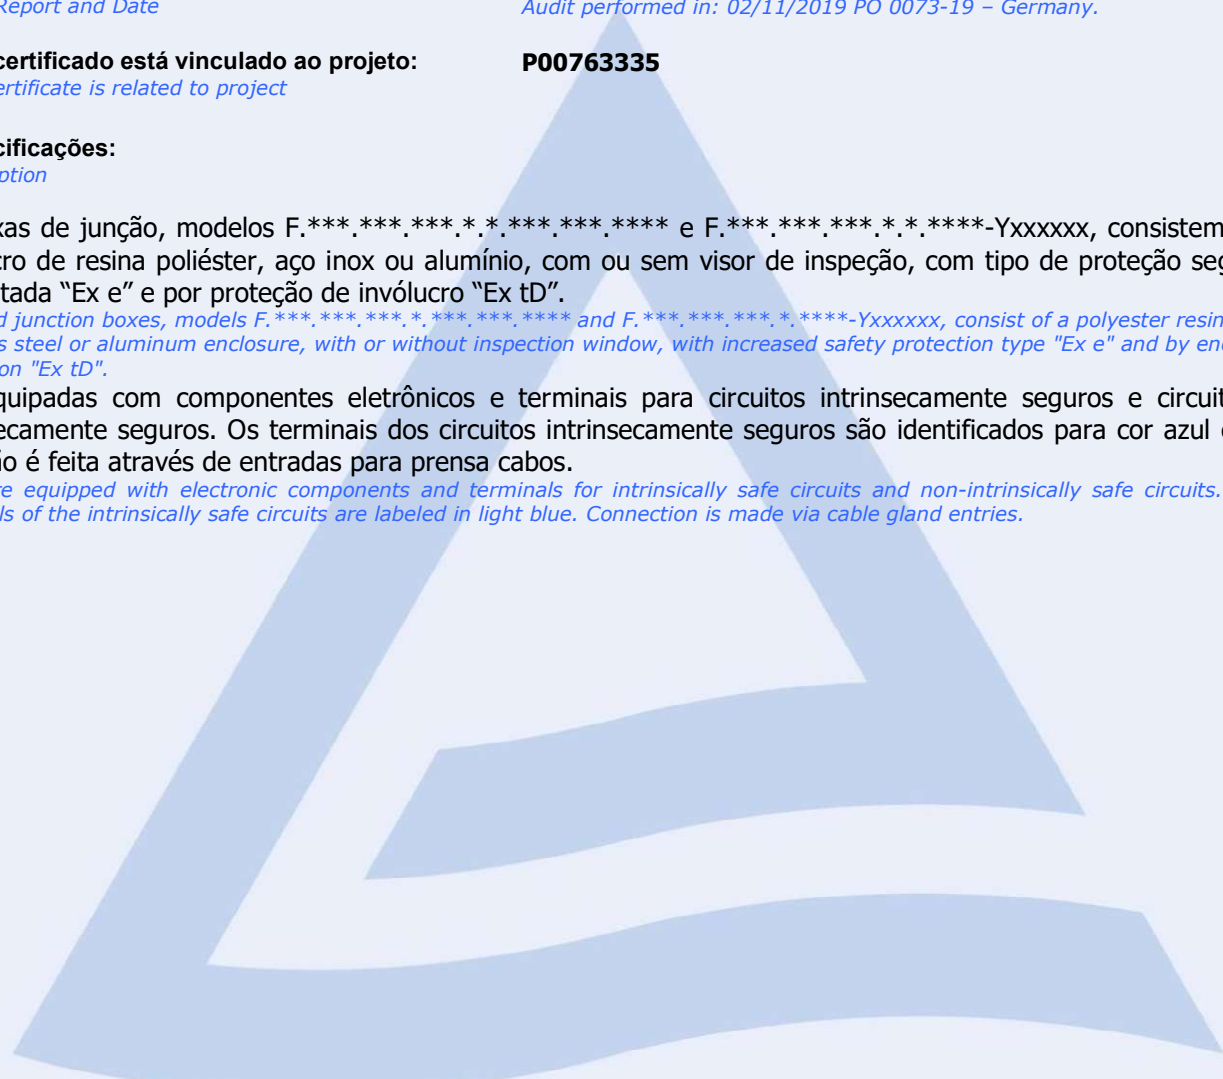 Report and Date Audit performed in: 02/11/2019 PO 0073-19 – Germany.
certificado está vinculado ao projeto: P00763335
ertificate is related to project
cificações:
ption
xas de junção, modelos F.***.***.***.*.*.***.***.**** e F.***.***.***.*.*.****-Yxxxxxx, consistem
cro de resina poliéster, aço inox ou alumínio, com ou sem visor de inspeção, com tipo de proteção seg
tada “Ex e” e por proteção de invólucro “Ex tD”.
d junction boxes, models F.***.***.***.*.***.***.**** and F.***.***.***.*.****-Yxxxxxx, consist of a polyester resin
s steel or aluminum enclosure, with or without inspection window, with increased safety protection type "Ex e" and by en
on "Ex tD".
quipadas com componentes eletrônicos e terminais para circuitos intrinsecamente seguros e circuit
ecamente seguros. Os terminais dos circuitos intrinsecamente seguros são identificados para cor azul
ão é feita através de entradas para prensa cabos.
re equipped with electronic components and terminals for intrinsically safe circuits and non-intrinsically safe circuits.
ls of the intrinsically safe circuits are labeled in light blue. Connection is made via cable gland entries.